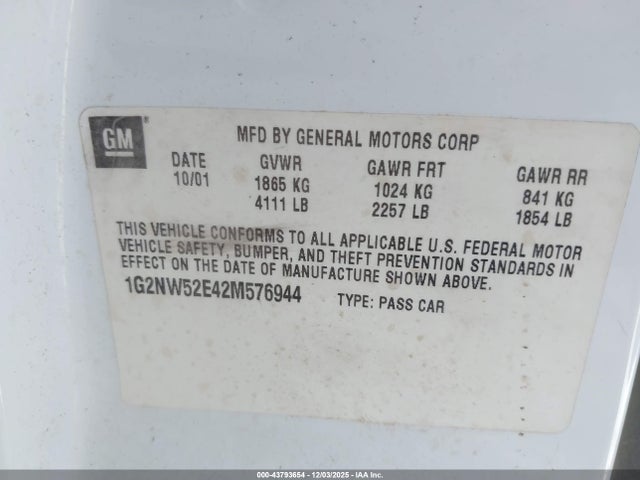 GM ®
MFD BY GENERAL MOTORS CORP
DATE GVWR GAWR FRT GAWR RR
10/01 1865 KG 1024 KG 841 KG
4111 LB 2257 LB 1854 LB
THIS VEHICLE CONFORMS TO ALL APPLICABLE U.S. FEDERAL MOTOR
VEHICLE SAFETY, BUMPER, AND THEFT PREVENTION STANDARDS IN
EFFECT ON THE DATE OF MANUFACTURE SHOWN ABOVE.
1G2NW52E42M576944 TYPE: PASS CAR
000-43793654 - 12/03/2025 - IAA Inc.